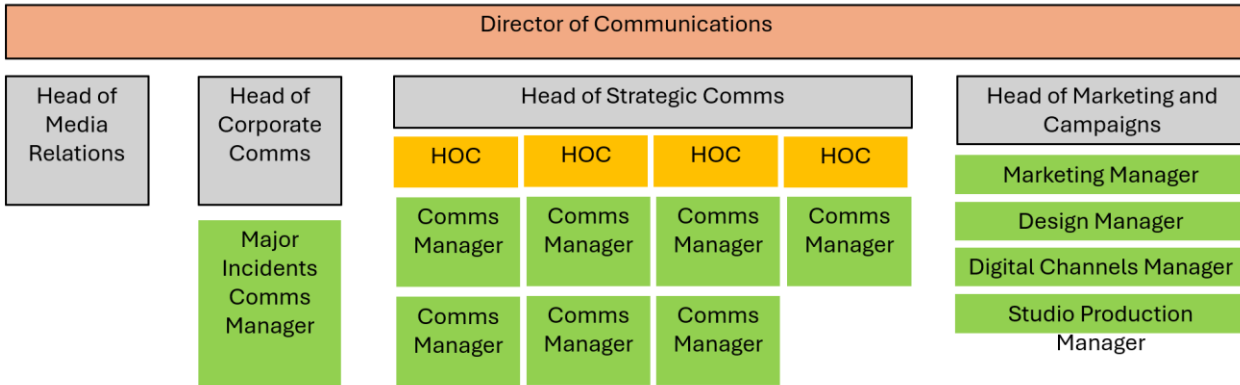 Director of Communications
Head of
Media
Relations
Head of
Corporate
Comms
Major
Incidents
Comms
Manager
Head of Strategic Comms
HOC
HOC
HOC
HOC
Comms
Manager
Comms
Manager
Comms
Manager
Comms
Manager
Comms
Manager
Comms
Manager
Comms
Manager
Head of Marketing and
Campaigns
Marketing Manager
Design Manager
Digital Channels Manager
Studio Production
Manager